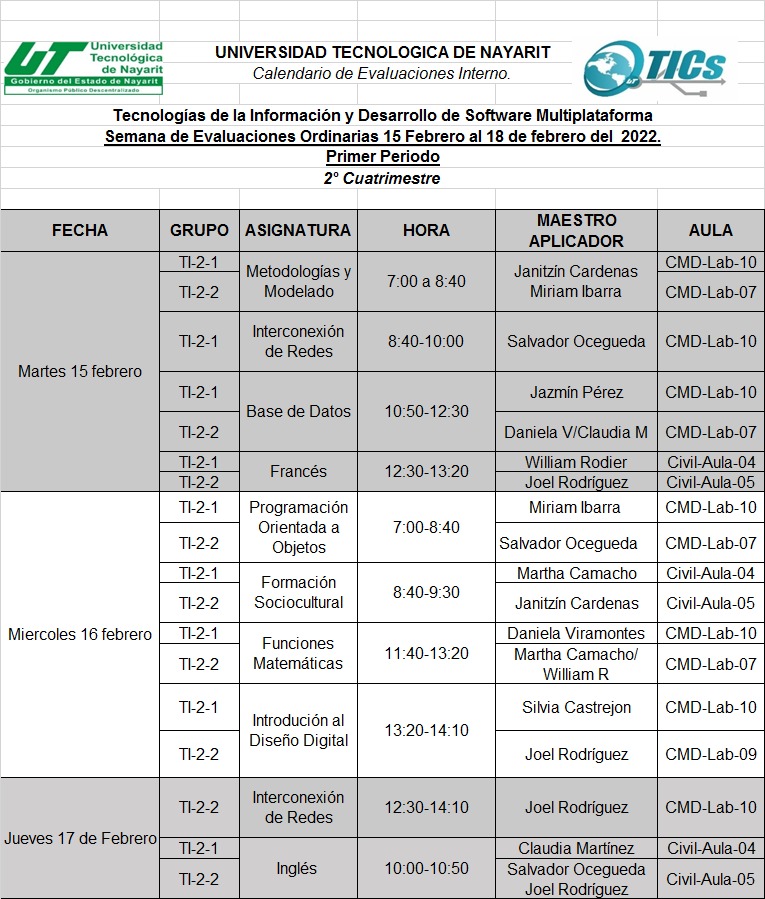 UT Universidad
Tecnológica
de Nayarit
Gobierno del Estado de Nayarit
Organismo Público Descentralizado
UNIVERSIDAD TECNOLOGICA DE NAYARIT
Calendario de Evaluaciones Interno.
UT TICs
Tecnologías de la Información y Desarrollo de Software Multiplataforma
Semana de Evaluaciones Ordinarias 15 Febrero al 18 de febrero del 2022.
Primer Periodo
2° Cuatrimestre
FECHA GRUPO ASIGNATURA HORA MAESTRO APLICADOR AULA
Martes 15 febrero
TI-2-1 Metodologías y Modelado 7:00 a 8:40 Janitzín Cardenas CMD-Lab-10
TI-2-2 Miriam Ibarra CMD-Lab-07
TI-2-1 Interconexión de Redes 8:40-10:00 Salvador Ocegueda CMD-Lab-10
TI-2-1 Base de Datos 10:50-12:30 Jazmín Pérez CMD-Lab-10
TI-2-2 Daniela V/Claudia M CMD-Lab-07
TI-2-1 Francés 12:30-13:20 William Rodier Civil-Aula-04
TI-2-2 Joel Rodríguez Civil-Aula-05
Miercoles 16 febrero
TI-2-1 Programación Orientada a Objetos 7:00-8:40 Miriam Ibarra CMD-Lab-10
TI-2-2 Salvador Ocegueda CMD-Lab-07
TI-2-1 Formación Sociocultural 8:40-9:30 Martha Camacho Civil-Aula-04
TI-2-2 Janitzín Cardenas Civil-Aula-05
TI-2-1 Funciones Matemáticas 11:40-13:20 Daniela Viramontes CMD-Lab-10
TI-2-2 Martha Camacho/ William R CMD-Lab-07
TI-2-1 Introdución al Diseño Digital 13:20-14:10 Silvia Castrejon CMD-Lab-10
TI-2-2 Joel Rodríguez CMD-Lab-09
Jueves 17 de Febrero
TI-2-2 Interconexión de Redes 12:30-14:10 Joel Rodríguez CMD-Lab-10
TI-2-1 Inglés 10:00-10:50 Claudia Martínez Civil-Aula-04
TI-2-2 Salvador Ocegueda Joel Rodríguez Civil-Aula-05